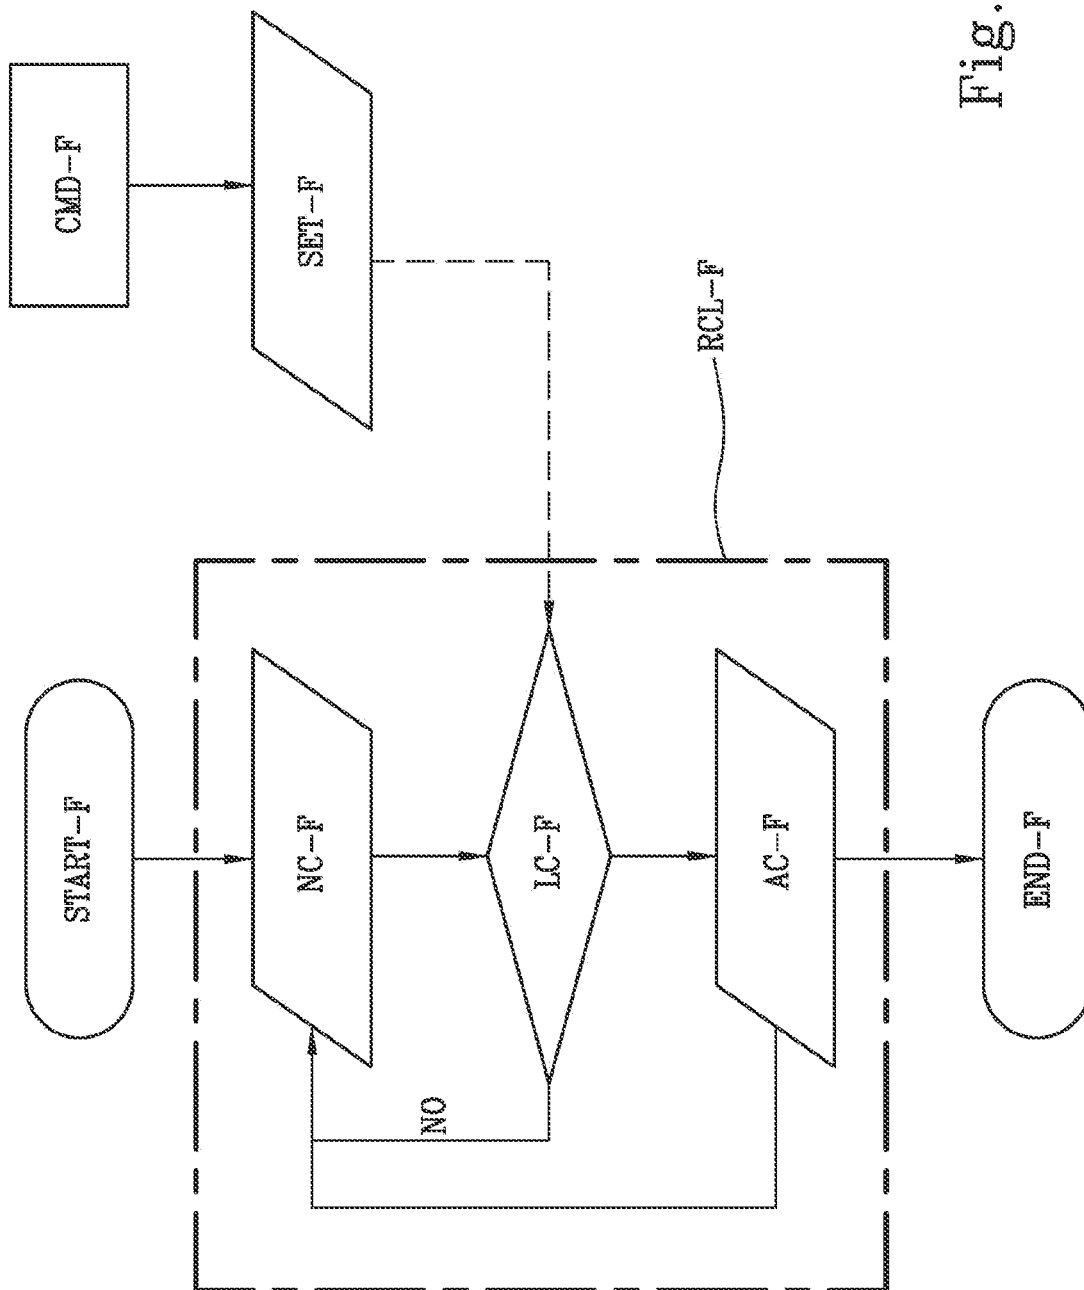 CMD-F
SET-F
START-F
NC-F
LC-F
NO
AC-F
END-F
RCL-F
Fig.